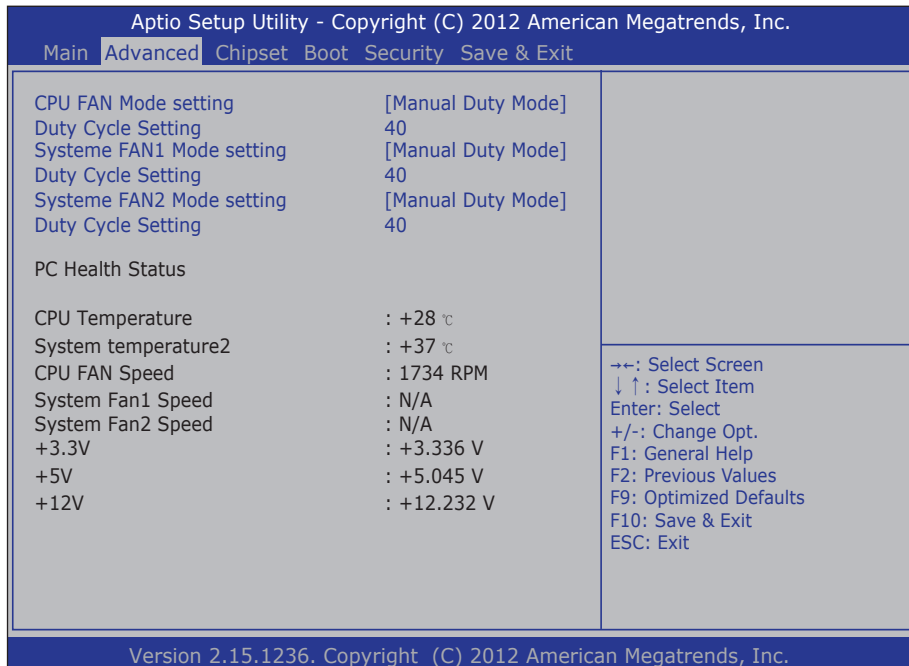 Aptio Setup Utility - Copyright (C) 2012 American Megatrends, Inc.
Main Advanced Chipset Boot Security Save & Exit
CPU FAN Mode setting [Manual Duty Mode]
Duty Cycle Setting 40
Systeme FAN1 Mode setting [Manual Duty Mode]
Duty Cycle Setting 40
Systeme FAN2 Mode setting [Manual Duty Mode]
Duty Cycle Setting 40
PC Health Status
CPU Temperature : +28 ℃
System temperature2 : +37 ℃
CPU FAN Speed : 1734 RPM
System Fan1 Speed : N/A
System Fan2 Speed : N/A
+3.3V : +3.336 V
+5V : +5.045 V
+12V : +12.232 V
→←: Select Screen
↓↑: Select Item
Enter: Select
+/-: Change Opt.
F1: General Help
F2: Previous Values
F9: Optimized Defaults
F10: Save & Exit
ESC: Exit
Version 2.15.1236. Copyright (C) 2012 American Megatrends, Inc.